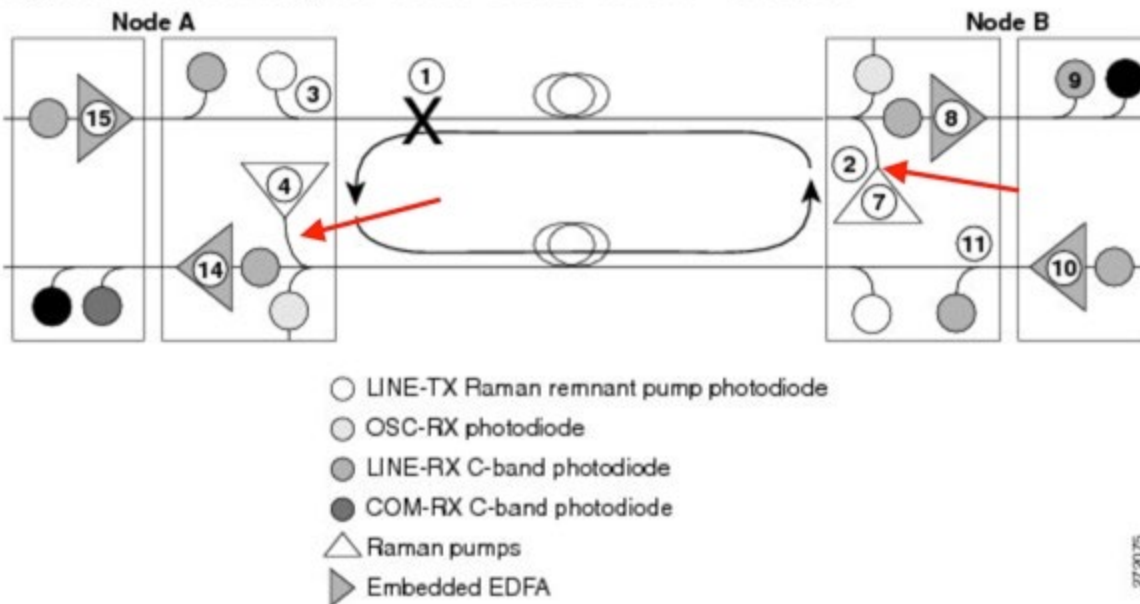 Node A
Node B
1
X
3
15
4
14
2
7
8
9
11
10
LINE-TX Raman remnant pump photodiode
OSC-RX photodiode
LINE-RX C-band photodiode
COM-RX C-band photodiode
Raman pumps
Embedded EDFA